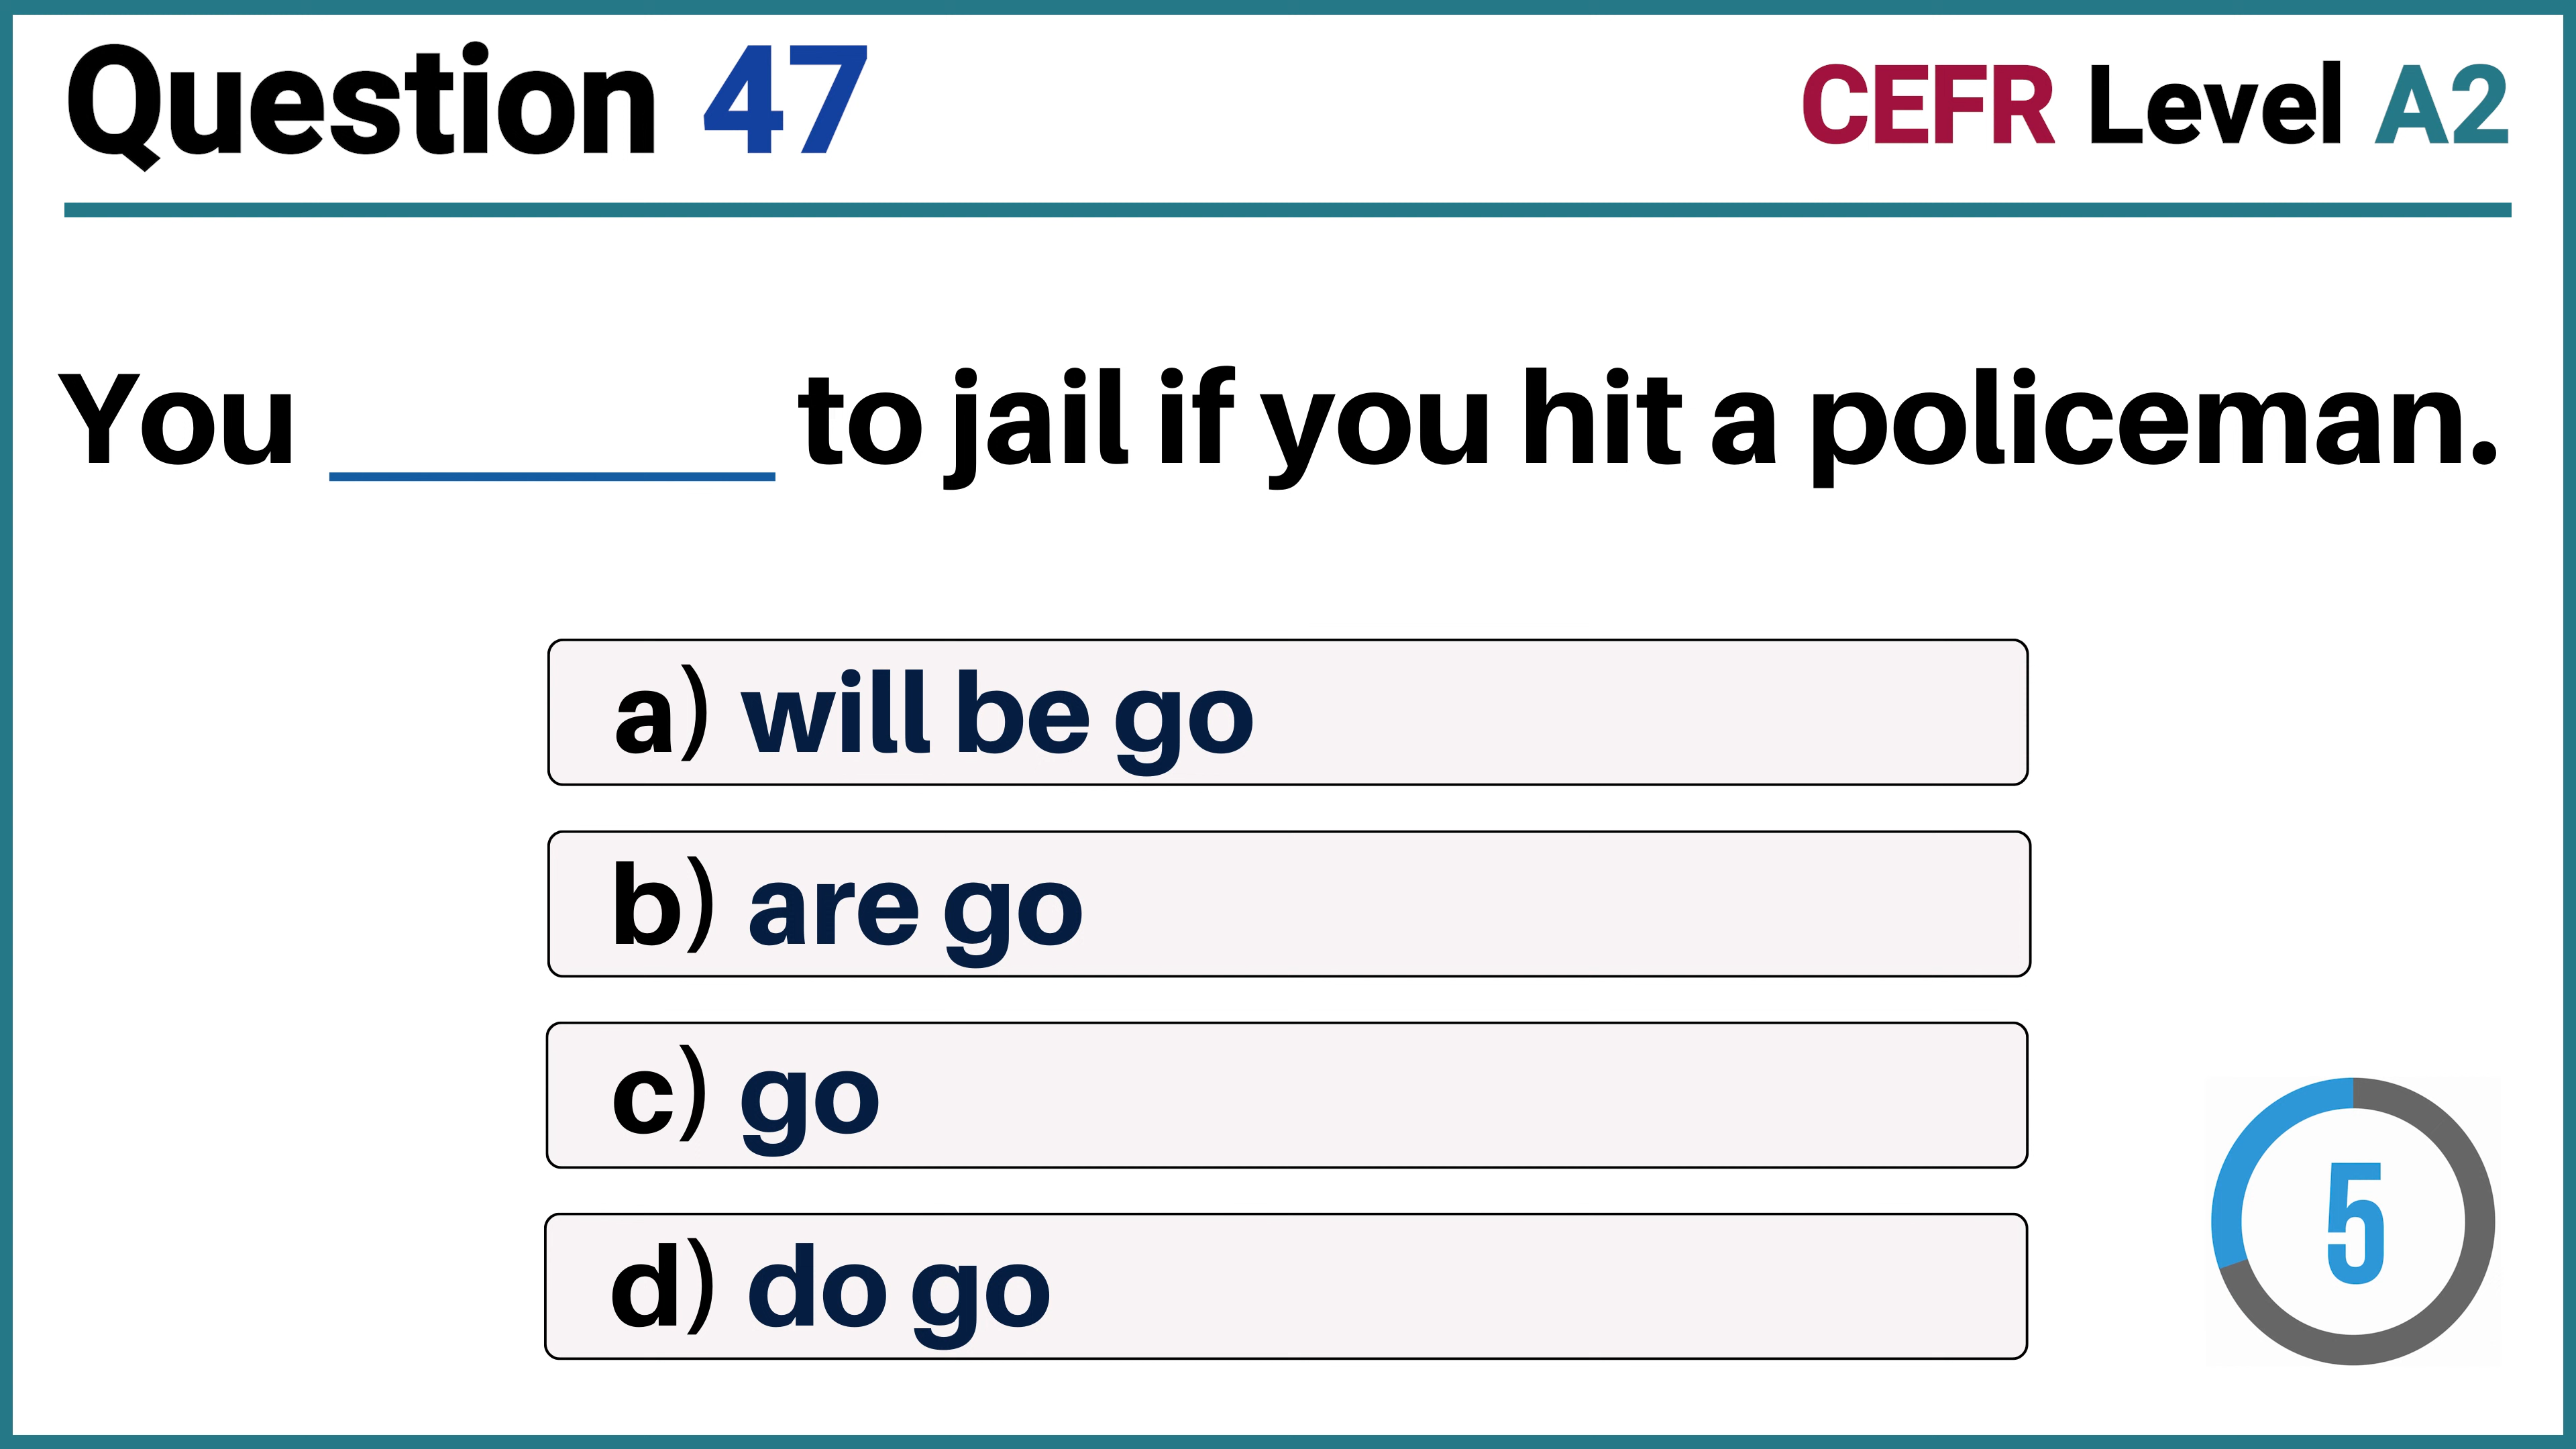 Question 47
CEFR Level A2
You ______ to jail if you hit a policeman.
a) will be go
b) are go
c) go
d) do go
5